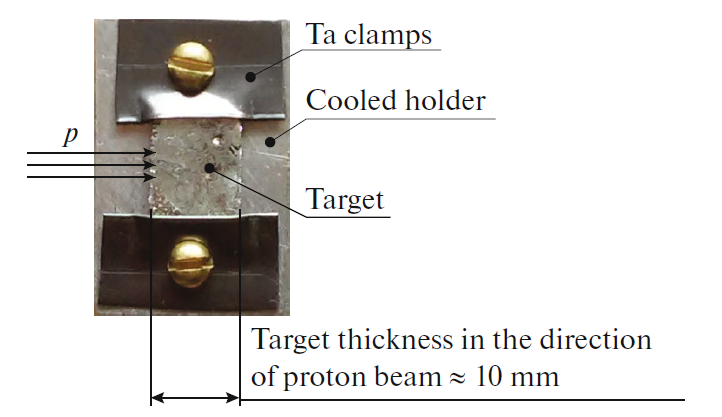 Ta clamps
Cooled holder
p
Target
Target thickness in the direction
of proton beam ≈ 10 mm